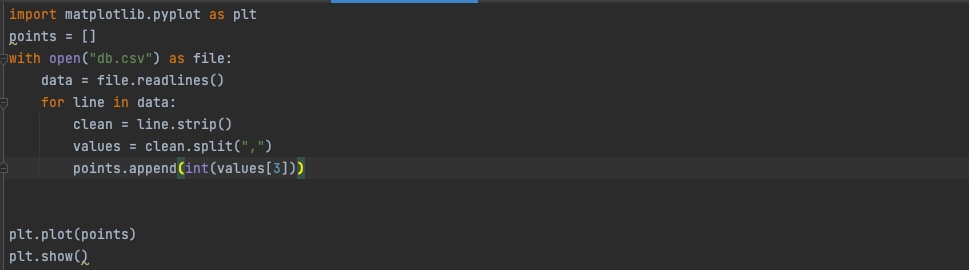 import matplotlib.pyplot as plt
points = []
with open("db.csv") as file:
    data = file.readlines()
    for line in data:
        clean = line.strip()
        values = clean.split(",")
        points.append(int(values[3]))
plt.plot(points)
plt.show()